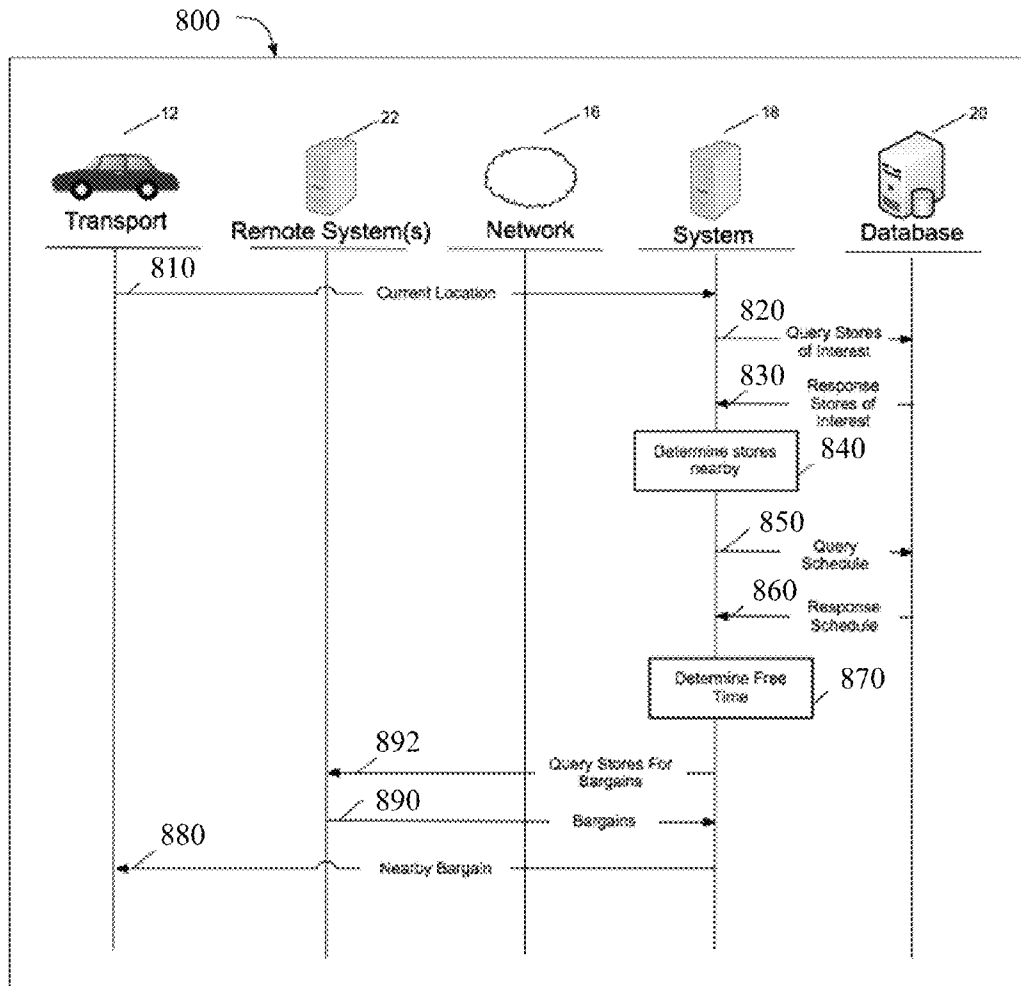 800
12
22
16
18
20
Transport
Remote System(s)
Network
System
Database
810
Current Location
820
Query Stores
of Interest
830
Response
Stores of
Interest
Determine stores
nearby
840
850
Query
Schedule
860
Response
Schedule
Determine Free
Time
870
892
Query Stores For
Bargains
890
Bargains
880
Nearby Bargain